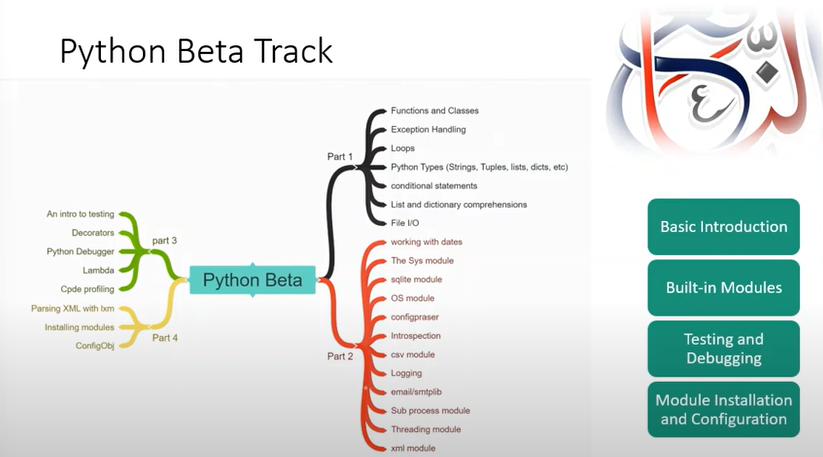 Python Beta Track
Part 1
Functions and Classes
Exception Handling
Loops
Python Types (Strings, Tuples, lists, dicts, etc)
conditional statements
List and dictionary comprehensions
File I/O
Python Beta
Part 2
working with dates
The Sys module
sqlite module
OS module
configpraser
Introspection
csv module
Logging
email/smtplib
Sub process module
Threading module
xml module
part 3
An intro to testing
Decorators
Python Debugger
Lambda
Cpde profiling
Part 4
Parsing XML with lxm
Installing modules
ConfigObj
Basic Introduction
Built-in Modules
Testing and
Debugging
Module Installation
and Configuration